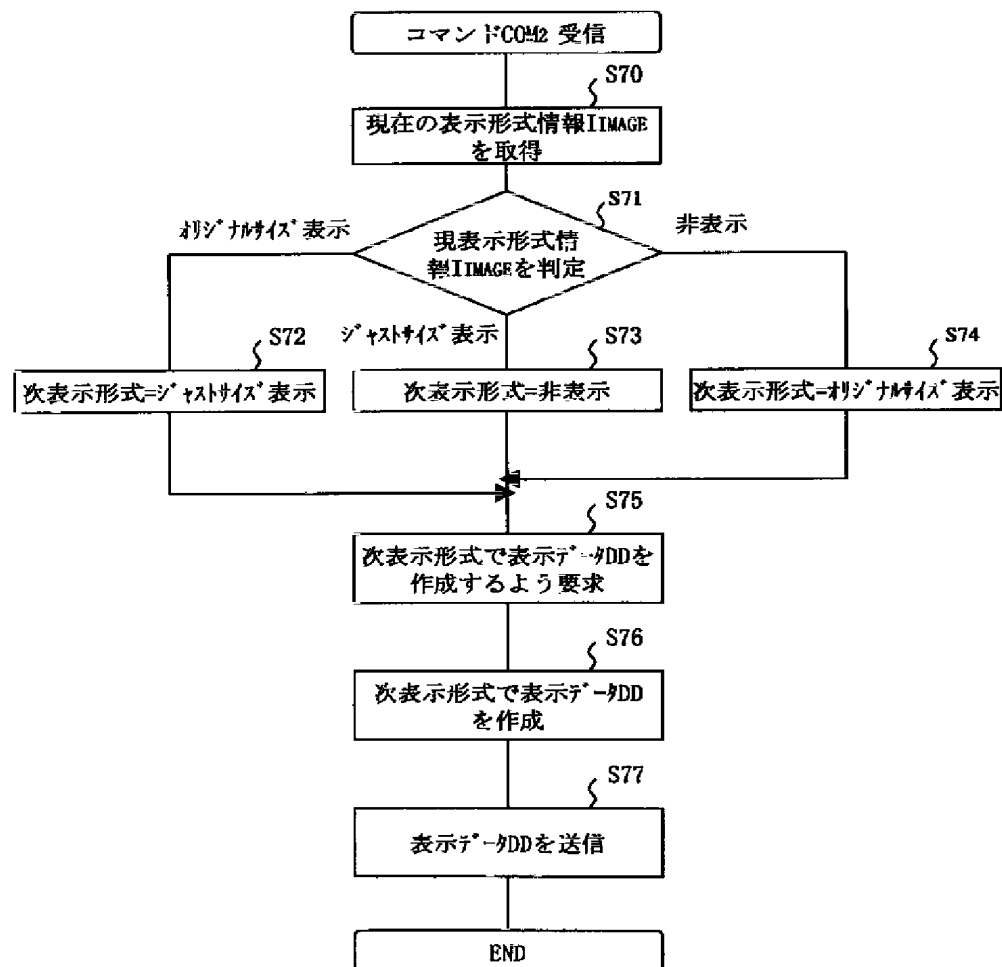 コマンドCOM2 受信
S70
現在の表示形式情報IIMAGE
を取得
S71
オリジナルサイズ表示
非表示
現表示形式情
報IIMAGEを判定
ジャストサイズ表示
S72
S73
S74
次表示形式=ジャストサイズ表示
次表示形式=非表示
次表示形式=オリジナルサイズ表示
S75
次表示形式で表示データDDを
作成するよう要求
S76
次表示形式で表示データDD
を作成
S77
表示データDDを送信
END